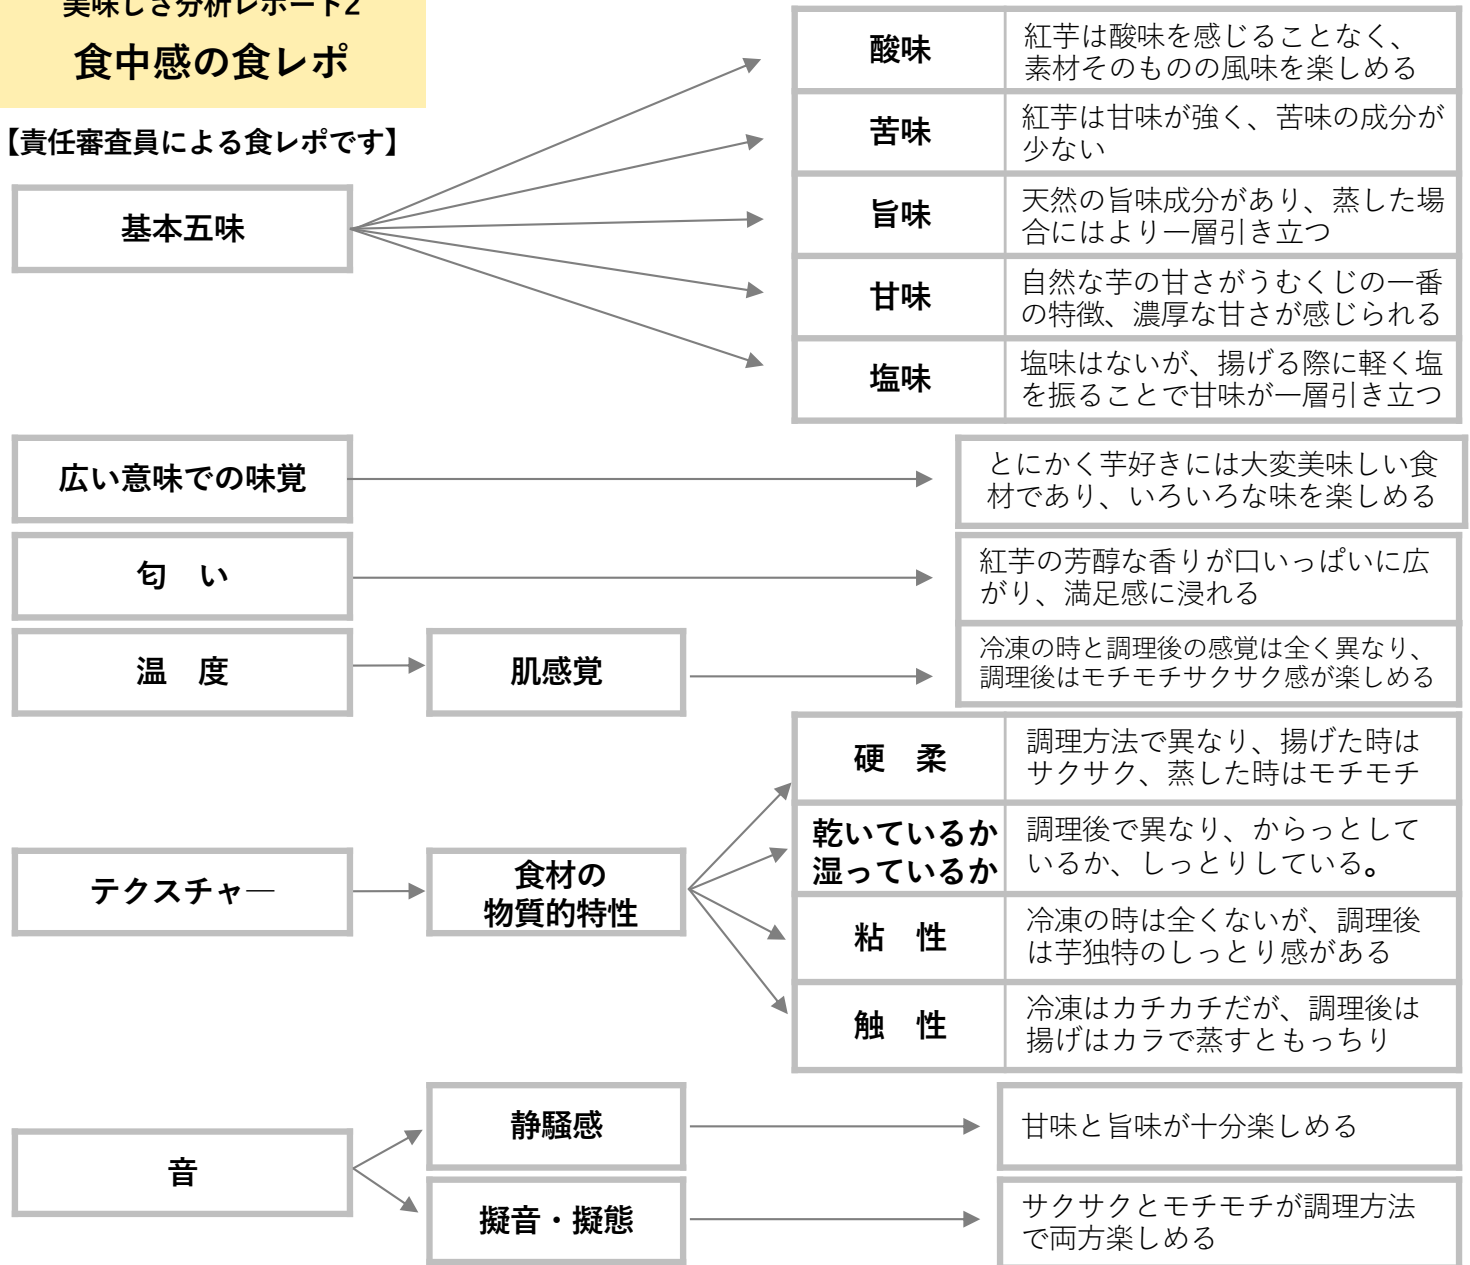 美味しさ分析レポート2
食中感の食レポ
【責任審査員による食レポです】
基本五味
酸味
紅芋は酸味を感じることなく、
素材そのものの風味を楽しめる
苦味
紅芋は甘味が強く、苦味の成分が
少ない
旨味
天然の旨味成分があり、蒸した場
合にはより一層引き立つ
甘味
自然な芋の甘さがうむくじの一番
の特徴、濃厚な甘さが感じられる
塩味
塩味はないが、揚げる際に軽く塩
を振ることで甘味が一層引き立つ
広い意味での味覚
とにかく芋好きには大変美味しい食
材であり、いろいろな味を楽しめる
匂　い
紅芋の芳醇な香りが口いっぱいに広
がり、満足感に浸れる
温　度
肌感覚
冷凍の時と調理後の感覚は全く異なり、
調理後はモチモチサクサク感が楽しめる
テクスチャ―
食材の
物質的特性
硬　柔
調理方法で異なり、揚げた時は
サクサク、蒸した時はモチモチ
乾いているか
湿っているか
調理後で異なり、からっとして
いるか、しっとりしている。
粘　性
冷凍の時は全くないが、調理後
は芋独特のしっとり感がある
触　性
冷凍はカチカチだが、調理後は
揚げはカラで蒸すともっちり
音
静騒感
甘味と旨味が十分楽しめる
擬音・擬態
サクサクとモチモチが調理方法
で両方楽しめる